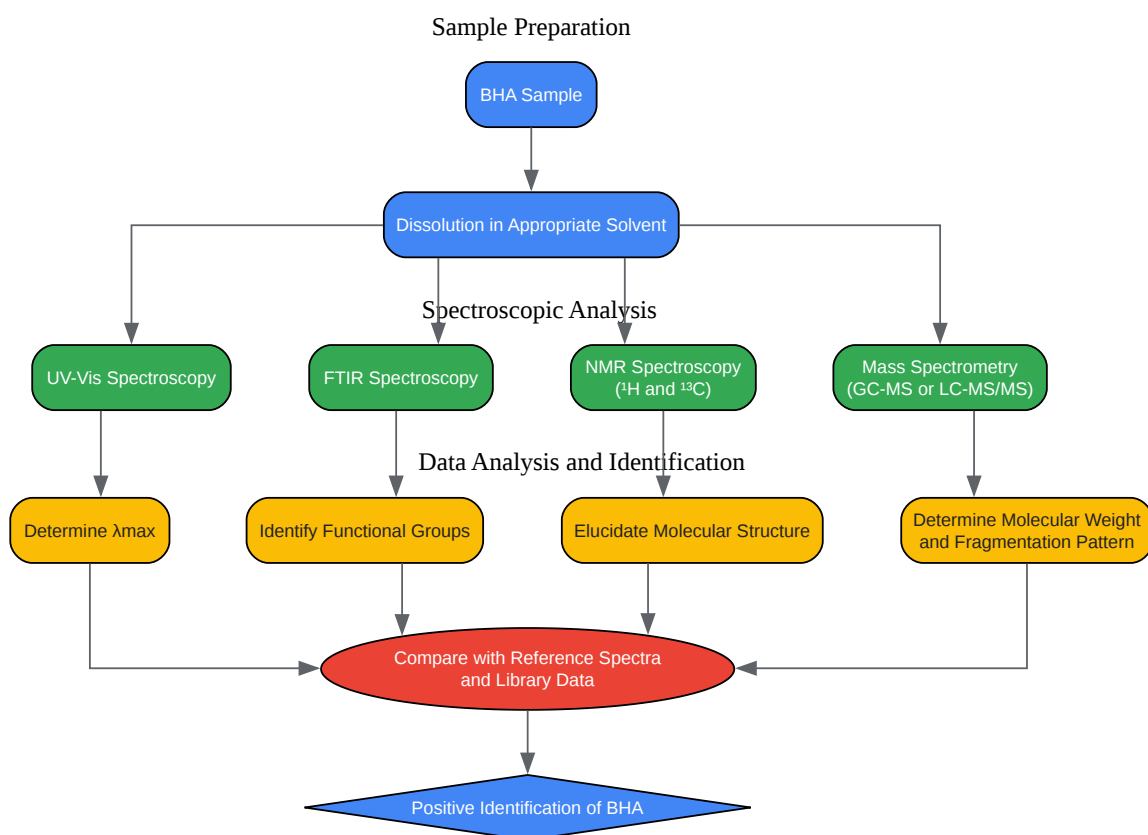 Sample Preparation
BHA Sample
Dissolution in Appropriate Solvent
Spectroscopic Analysis
UV-Vis Spectroscopy
FTIR Spectroscopy
NMR Spectroscopy
(¹H and ¹³C)
Mass Spectrometry
(GC-MS or LC-MS/MS)
Data Analysis and Identification
Determine λmax
Identify Functional Groups
Elucidate Molecular Structure
Determine Molecular Weight
and Fragmentation Pattern
Compare with Reference Spectra
and Library Data
Positive Identification of BHA